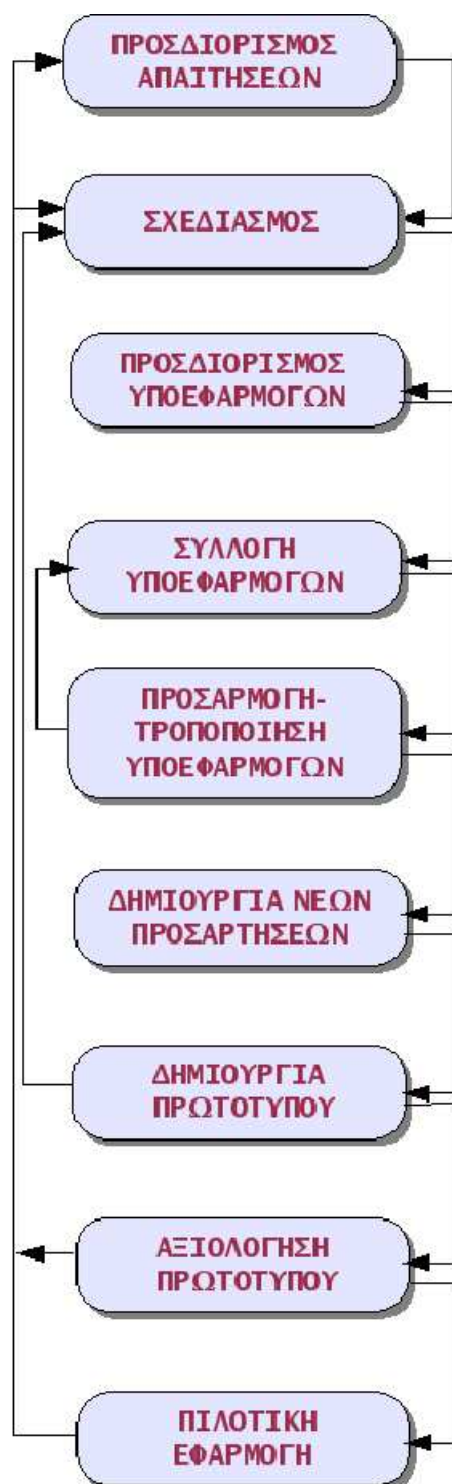 ΠΡΟΣΔΙΟΡΙΣΜΟΣ
ΑΠΑΙΤΗΣΕΩΝ
ΣΧΕΔΙΑΣΜΟΣ
ΠΡΟΣΔΙΟΡΙΣΜΟΣ
ΥΠΟΕΦΑΡΜΟΓΩΝ
ΣΥΛΛΟΓΗ
ΥΠΟΕΦΑΡΜΟΓΩΝ
ΠΡΟΣΑΡΜΟΓΗ-
ΤΡΟΠΟΠΟΙΗΣΗ
ΥΠΟΕΦΑΡΜΟΓΩΝ
ΔΗΜΙΟΥΡΓΙΑ ΝΕΩΝ
ΠΡΟΣΑΡΤΗΣΕΩΝ
ΔΗΜΙΟΥΡΓΙΑ
ΠΡΩΤΟΤΥΠΟΥ
ΑΞΙΟΛΟΓΗΣΗ
ΠΡΩΤΟΤΥΠΟΥ
ΠΙΛΟΤΙΚΗ
ΕΦΑΡΜΟΓΗ